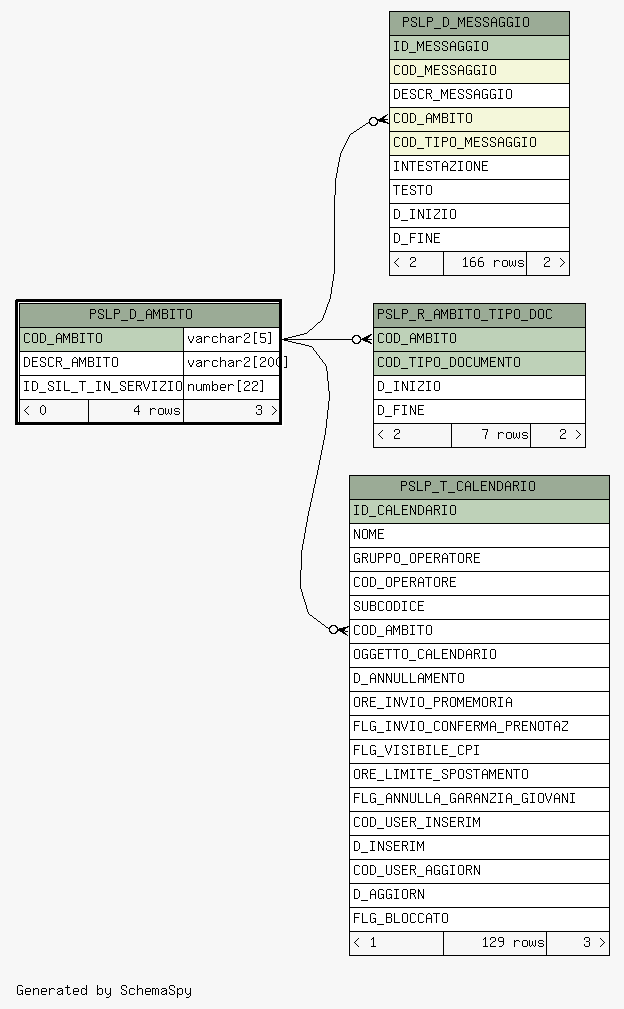 PSLP_D_MESSAGGIO
ID_MESSAGGIO
COD_MESSAGGIO
DESCR_MESSAGGIO
COD_AMBITO
COD_TIPO_MESSAGGIO
INTESTAZIONE
TESTO
D_INIZIO
D_FINE
< 2 166 rows 2 >
PSLP_D_AMBITO
COD_AMBITO varchar2[5]
DESCR_AMBITO varchar2[200]
ID_SIL_T_IN_SERVIZIO number[22]
< 0 4 rows 3 >
PSLP_R_AMBITO_TIPO_DOC
COD_AMBITO
COD_TIPO_DOCUMENTO
D_INIZIO
D_FINE
< 2 7 rows 2 >
PSLP_T_CALENDARIO
ID_CALENDARIO
NOME
GRUPPO_OPERATORE
COD_OPERATORE
SUBCODICE
COD_AMBITO
OGGETTO_CALENDARIO
D_ANNULLAMENTO
ORE_INVIO_PROMEMORIA
FLG_INVIO_CONFERMA_PRENOTAZ
FLG_VISIBILE_CPI
ORE_LIMITE_SPOSTAMENTO
FLG_ANNULLA_GARANZIA_GIOVANI
COD_USER_INSERIM
D_INSERIM
COD_USER_AGGIORN
D_AGGIORN
FLG_BLOCCATO
< 1 129 rows 3 >
Generated by SchemaSpy